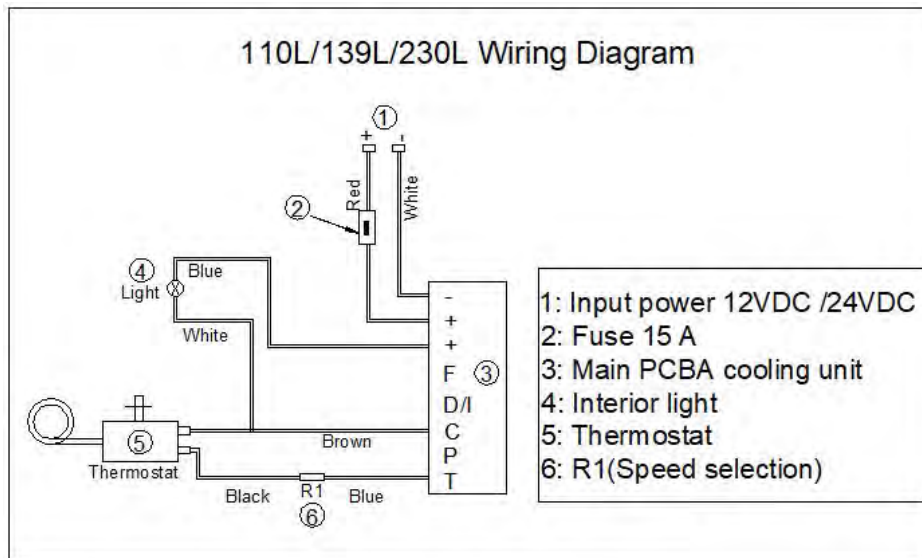 110L/139L/230L Wiring Diagram
1
+ -
Red
White
2
4
Blue
Light
White
-
+
+
F
3
D/I
C
P
T
5
Thermostat
Brown
Black
R1
Blue
6
1: Input power 12VDC /24VDC
2: Fuse 15 A
3: Main PCBA cooling unit
4: Interior light
5: Thermostat
6: R1(Speed selection)